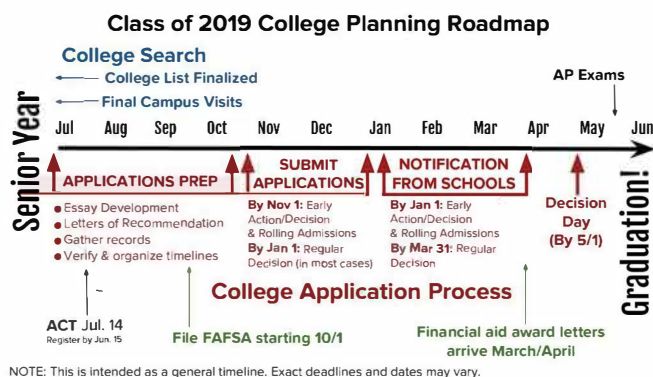 Class of 2019 College Planning Roadmap
College Search
College List Finalized
Final Campus Visits
AP Exams
Senior Year
Jul Aug Sep Oct Nov Dec Jan Feb Mar Apr May Jun
Graduation!
APPLICATIONS PREP
• Essay Development
• Letters of Recommendation
• Gather records
• Verify & organize timelines
SUBMIT
APPLICATIONS
By Nov 1: Early
Action/Decision
& Rolling Admissions
By Jan 1: Regular
Decision (in most cases)
NOTIFICATION
FROM SCHOOLS
By Jan 1: Early
Action/Decision
& Rolling Admissions
By Mar 31: Regular
Decision
Decision
Day
(By 5/1)
College Application Process
ACT Jul. 14
Register by Jun. 15
File FAFSA starting 10/1
Financial aid award letters
arrive March/April
NOTE: This is intended as a general timeline. Exact deadlines and dates may vary.